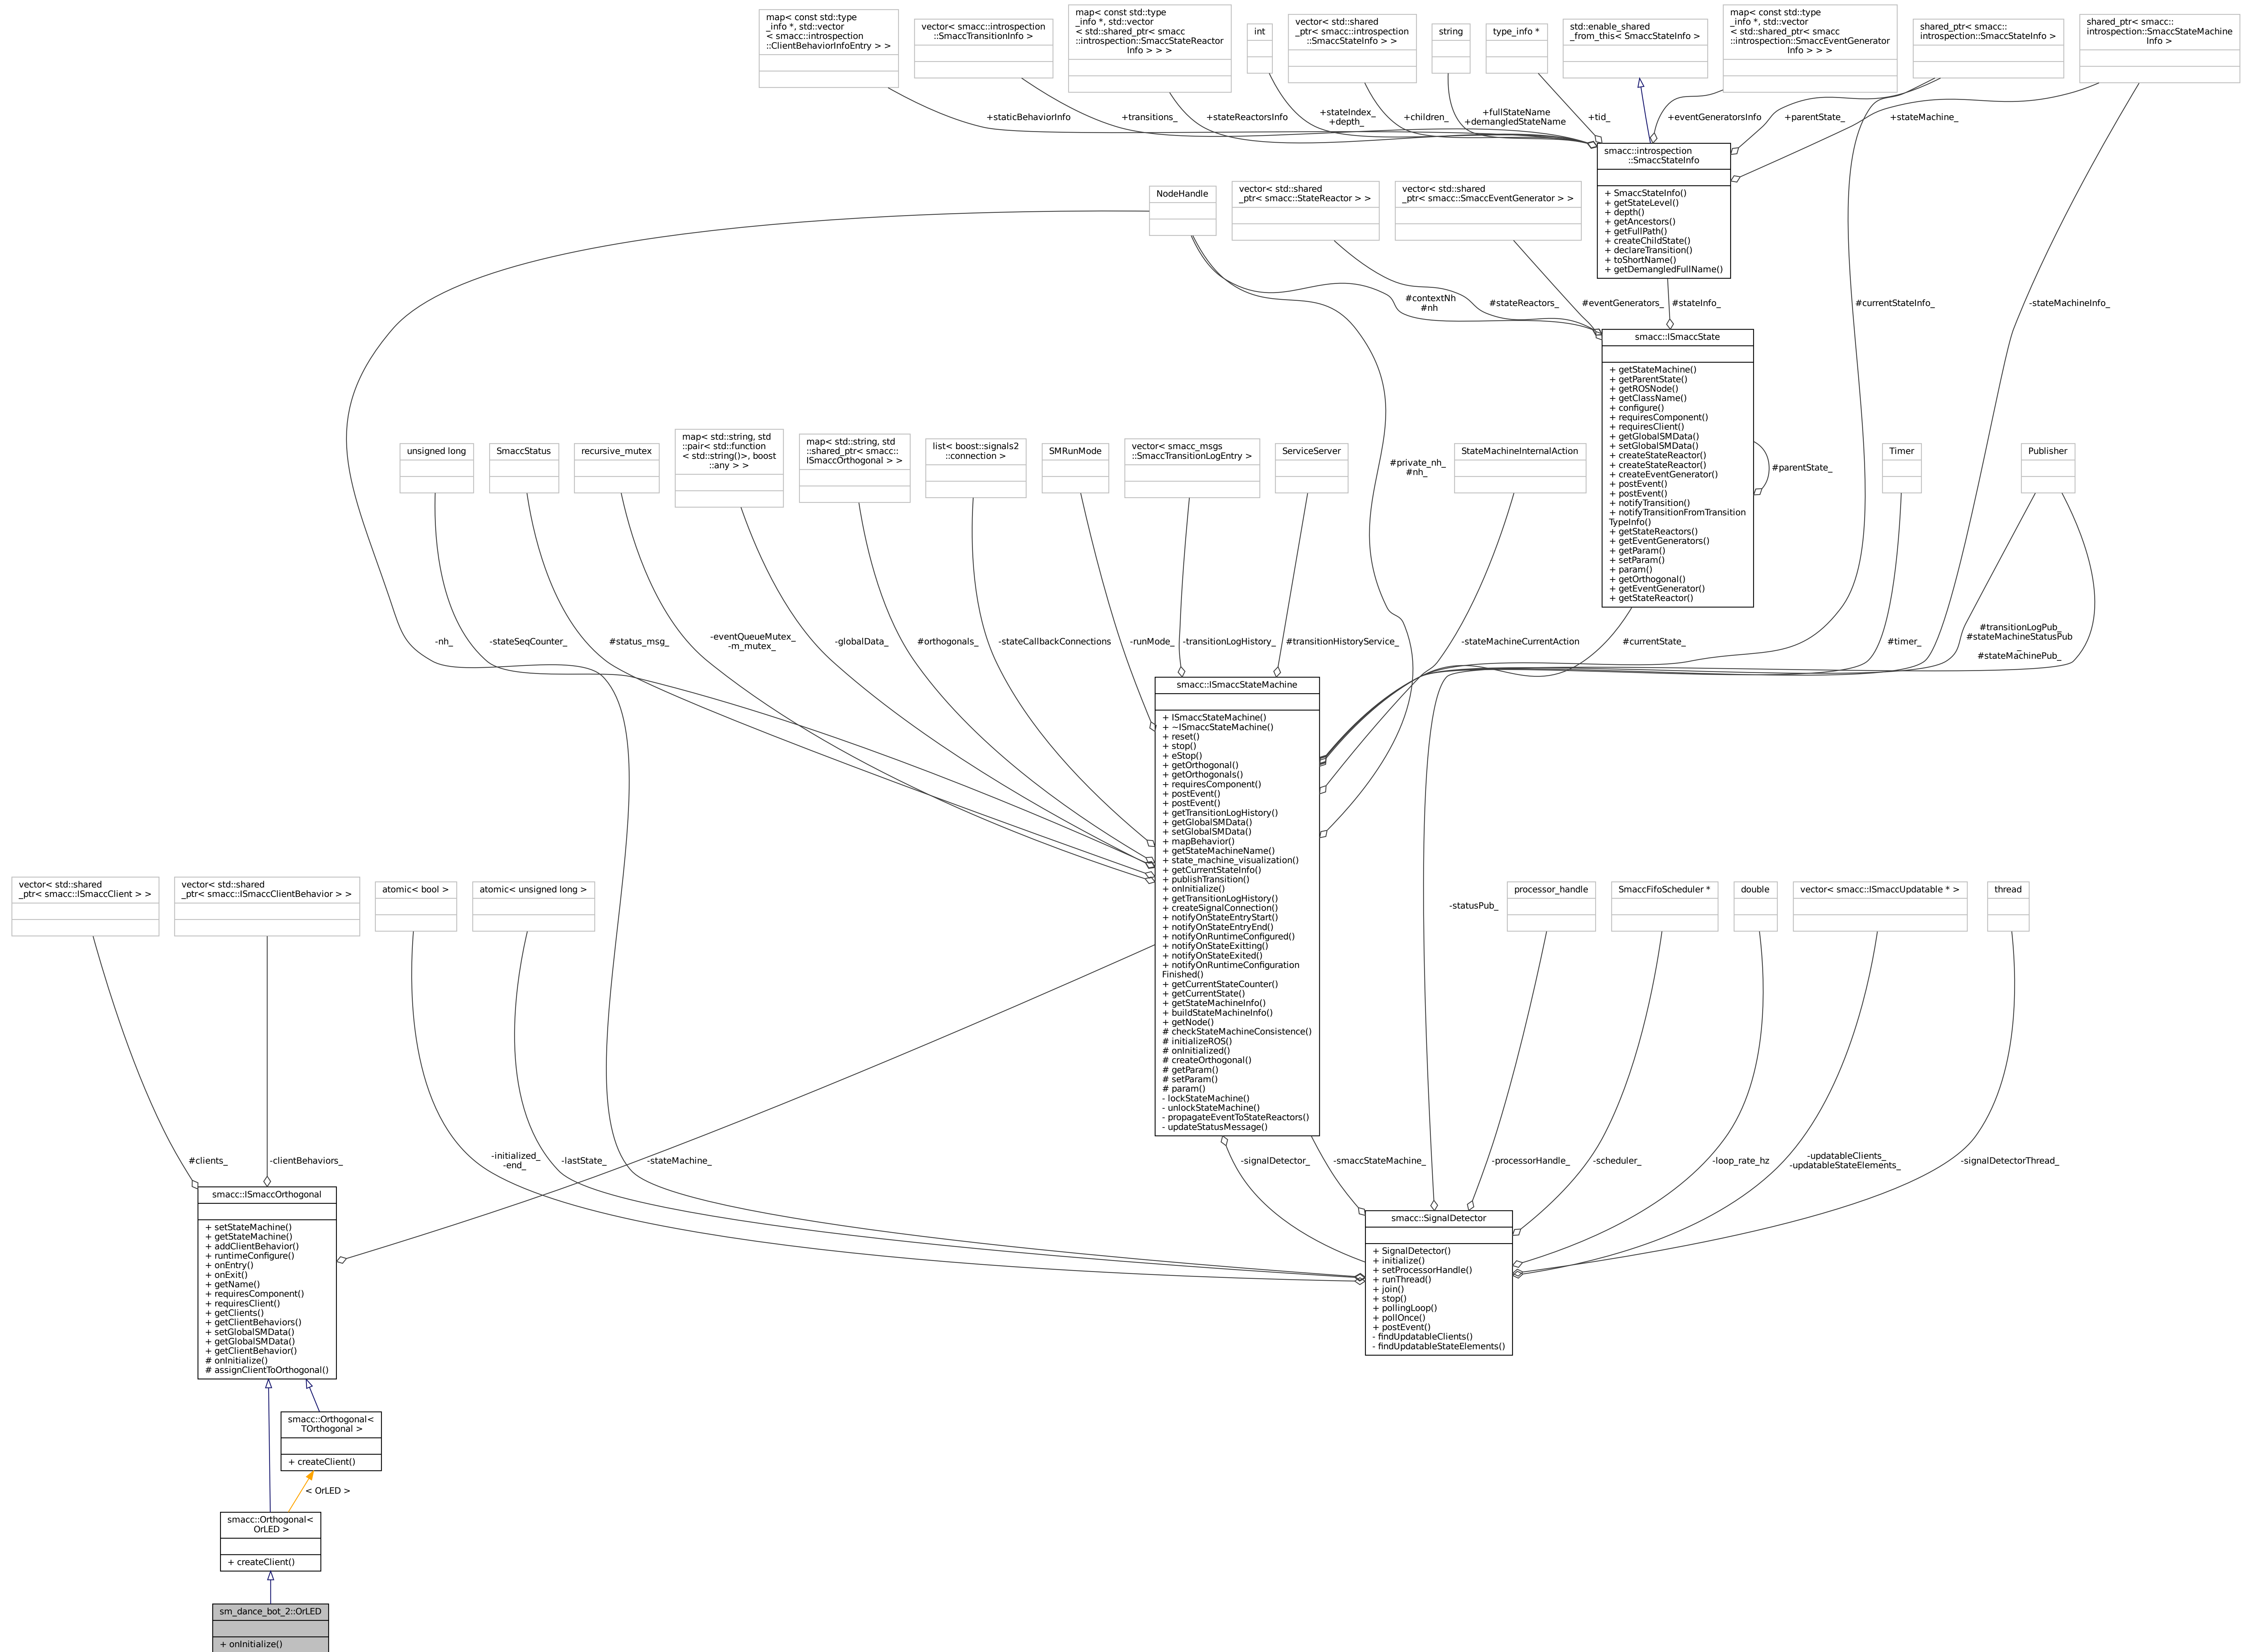 map< const std::type
_info *, std::vector
< smacc::introspection
::ClientBehaviorInfoEntry > >
vector< smacc::introspection
::SmaccTransitionInfo >
map< const std::type
_info *, std::vector
< std::shared_ptr< smacc
::introspection::SmaccStateReactor
Info > > >
int
vector< std::shared
_ptr< smacc::introspection
::SmaccStateInfo > >
string
type_info *
std::enable_shared
_from_this< SmaccStateInfo >
map< const std::type
_info *, std::vector
< std::shared_ptr< smacc
::introspection::SmaccEventGenerator
Info > > >
shared_ptr< smacc::
introspection::SmaccStateInfo >
shared_ptr< smacc::
introspection::SmaccStateMachine
Info >
+staticBehaviorInfo
+transitions_
+stateReactorsInfo
+stateIndex_
+depth_
+children_
+fullStateName
+demangledStateName
+tid_
+eventGeneratorsInfo
+parentState_
+stateMachine_
smacc::introspection
::SmaccStateInfo
+ SmaccStateInfo()
+ getStateLevel()
+ depth()
+ getAncestors()
+ getFullPath()
+ createChildState()
+ declareTransition()
+ toShortName()
+ getDemangledFullName()
NodeHandle
vector< std::shared
_ptr< smacc::StateReactor > >
vector< std::shared
_ptr< smacc::SmaccEventGenerator > >
#contextNh
#nh
#stateReactors_
#eventGenerators_
#stateInfo_
#currentStateInfo_
-stateMachineInfo_
smacc::ISmaccState
+ getStateMachine()
+ getParentState()
+ getROSNode()
+ getClassName()
+ configure()
+ requiresComponent()
+ requiresClient()
+ getGlobalSMData()
+ setGlobalSMData()
+ createStateReactor()
+ createStateReactor()
+ createEventGenerator()
+ postEvent()
+ postEvent()
+ notifyTransition()
+ notifyTransitionFromTransition
TypeInfo()
+ getStateReactors()
+ getEventGenerators()
+ getParam()
+ setParam()
+ param()
+ getOrthogonal()
+ getEventGenerator()
+ getStateReactor()
#parentState_
unsigned long
SmaccStatus
recursive_mutex
map< std::string, std
::pair< std::function
< std::string()>, boost
::any > >
map< std::string, std
::shared_ptr< smacc::
ISmaccOrthogonal > >
list< boost::signals2
::connection >
SMRunMode
vector< smacc_msgs
::SmaccTransitionLogEntry >
ServiceServer
#private_nh_
#nh_
StateMachineInternalAction
Timer
Publisher
-nh_
-stateSeqCounter_
#status_msg_
-eventQueueMutex_
-m_mutex_
-globalData_
#orthogonals_
-stateCallbackConnections
-runMode_
-transitionLogHistory_
#transitionHistoryService_
-stateMachineCurrentAction
#currentState_
#timer_
#transitionLogPub_
#stateMachineStatusPub
_
#stateMachinePub_
smacc::ISmaccStateMachine
+ ISmaccStateMachine()
+ ~ISmaccStateMachine()
+ reset()
+ stop()
+ eStop()
+ getOrthogonal()
+ getOrthogonals()
+ requiresComponent()
+ postEvent()
+ postEvent()
+ getTransitionLogHistory()
+ getGlobalSMData()
+ setGlobalSMData()
+ mapBehavior()
+ getStateMachineName()
+ state_machine_visualization()
+ getCurrentStateInfo()
+ publishTransition()
+ onInitialize()
+ getTransitionLogHistory()
+ createSignalConnection()
+ notifyOnStateEntryStart()
+ notifyOnStateEntryEnd()
+ notifyOnRuntimeConfigured()
+ notifyOnStateExitting()
+ notifyOnStateExited()
+ notifyOnRuntimeConfiguration
Finished()
+ getCurrentStateCounter()
+ getCurrentState()
+ getStateMachineInfo()
+ buildStateMachineInfo()
+ getNode()
# checkStateMachineConsistence()
# initializeROS()
# onInitialized()
# createOrthogonal()
# getParam()
# setParam()
# param()
- lockStateMachine()
- unlockStateMachine()
- propagateEventToStateReactors()
- updateStatusMessage()
vector< std::shared
_ptr< smacc::ISmaccClient > >
vector< std::shared
_ptr< smacc::ISmaccClientBehavior > >
atomic< bool >
atomic< unsigned long >
-statusPub_
processor_handle
SmaccFifoScheduler *
double
vector< smacc::ISmaccUpdatable * >
thread
#clients_
-clientBehaviors_
-initialized_
-end_
-lastState_
-stateMachine_
-signalDetector_
-smaccStateMachine_
-processorHandle_
-scheduler_
-loop_rate_hz
-updatableClients_
-updatableStateElements_
-signalDetectorThread_
smacc::ISmaccOrthogonal
+ setStateMachine()
+ getStateMachine()
+ addClientBehavior()
+ runtimeConfigure()
+ onEntry()
+ onExit()
+ getName()
+ requiresComponent()
+ requiresClient()
+ getClients()
+ getClientBehaviors()
+ setGlobalSMData()
+ getGlobalSMData()
+ getClientBehavior()
# onInitialize()
# assignClientToOrthogonal()
smacc::SignalDetector
+ SignalDetector()
+ initialize()
+ setProcessorHandle()
+ runThread()
+ join()
+ stop()
+ pollingLoop()
+ pollOnce()
+ postEvent()
- findUpdatableClients()
- findUpdatableStateElements()
smacc::Orthogonal<
TOrthogonal >
+ createClient()
< OrLED >
smacc::Orthogonal<
OrLED >
+ createClient()
sm_dance_bot_2::OrLED
+ onInitialize()